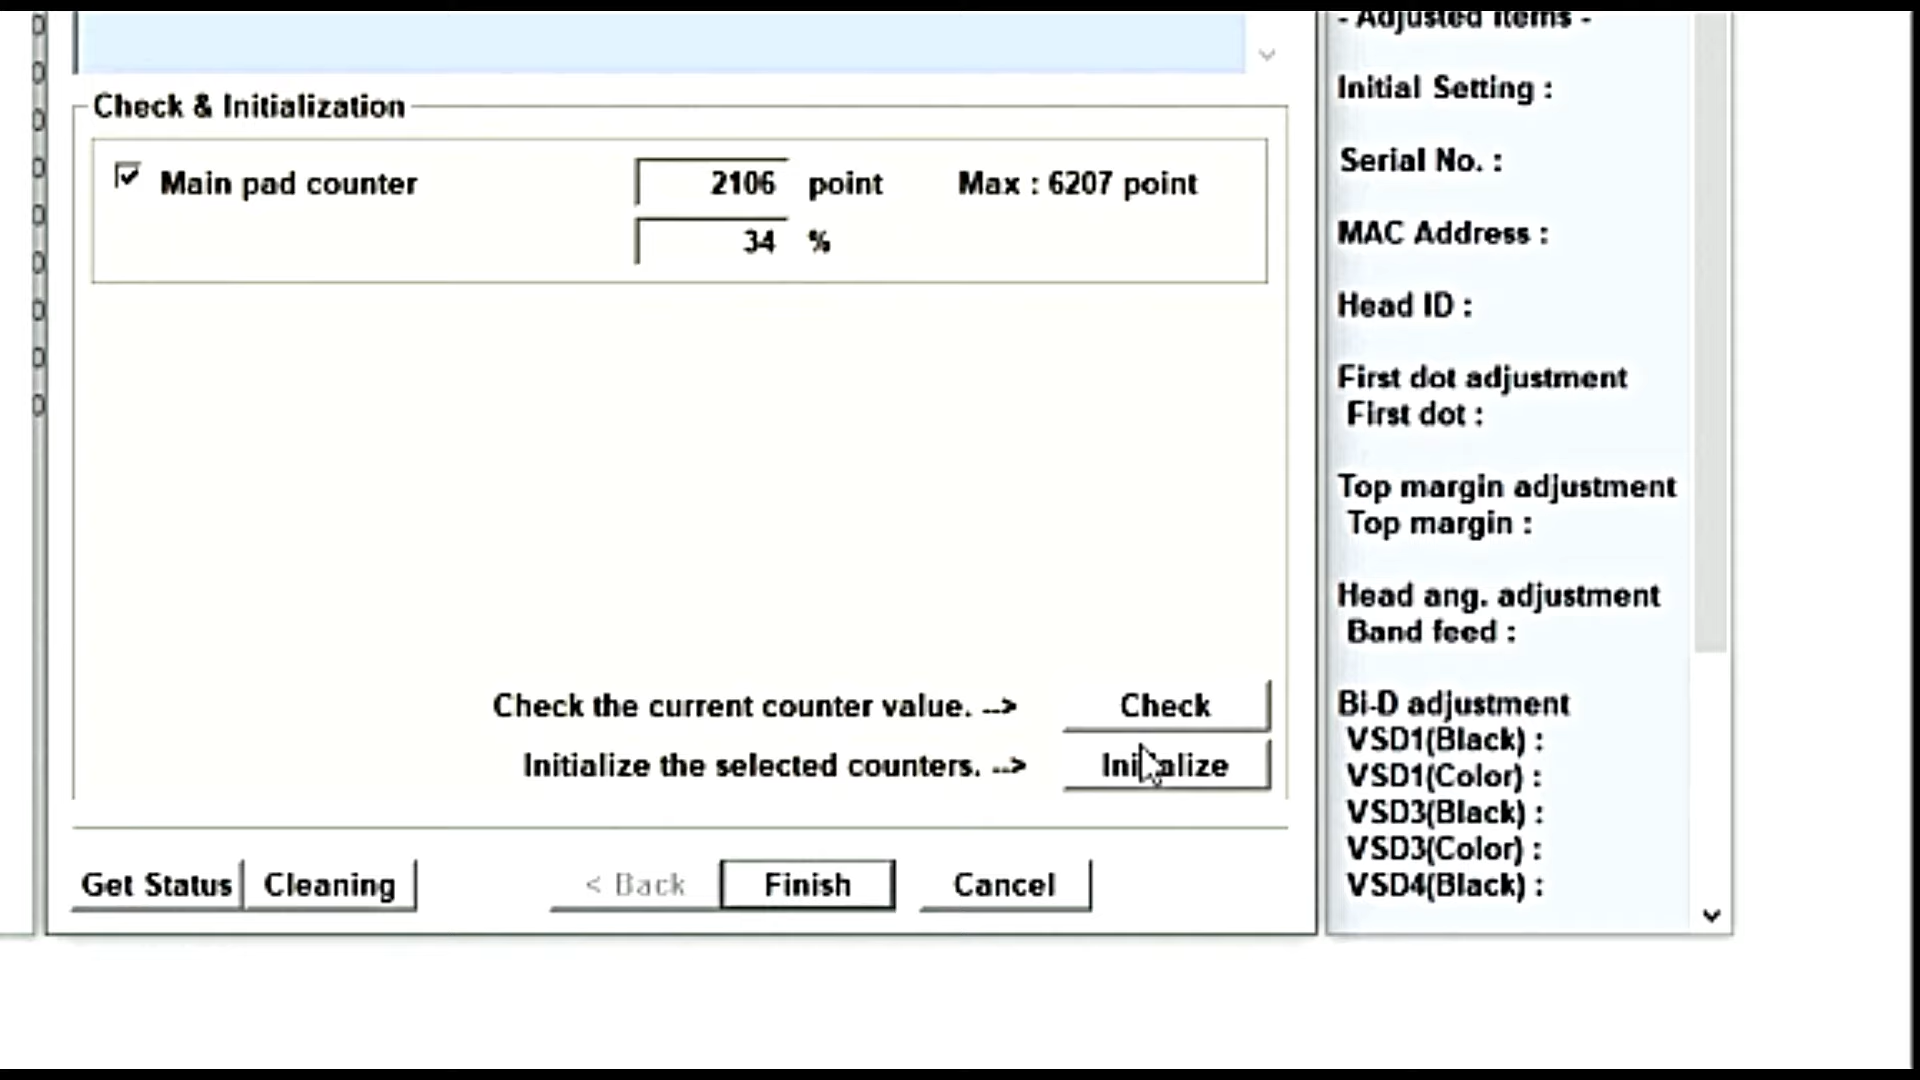 Check & Initialization
Main pad counter 2106 point Max : 6207 point
34 %
Check the current counter value. --> Check
Initialize the selected counters. -->
Get Status Cleaning < Back Finish Cancel
- Adjusted Items -
Initial Setting :
Serial No. :
MAC Address :
Head ID :
First dot adjustment
First dot :
Top margin adjustment
Top margin :
Head ang. adjustment
Band feed :
Bi-D adjustment
VSD1(Black) :
VSD1(Color) :
VSD3(Black) :
VSD3(Color) :
VSD4(Black) :